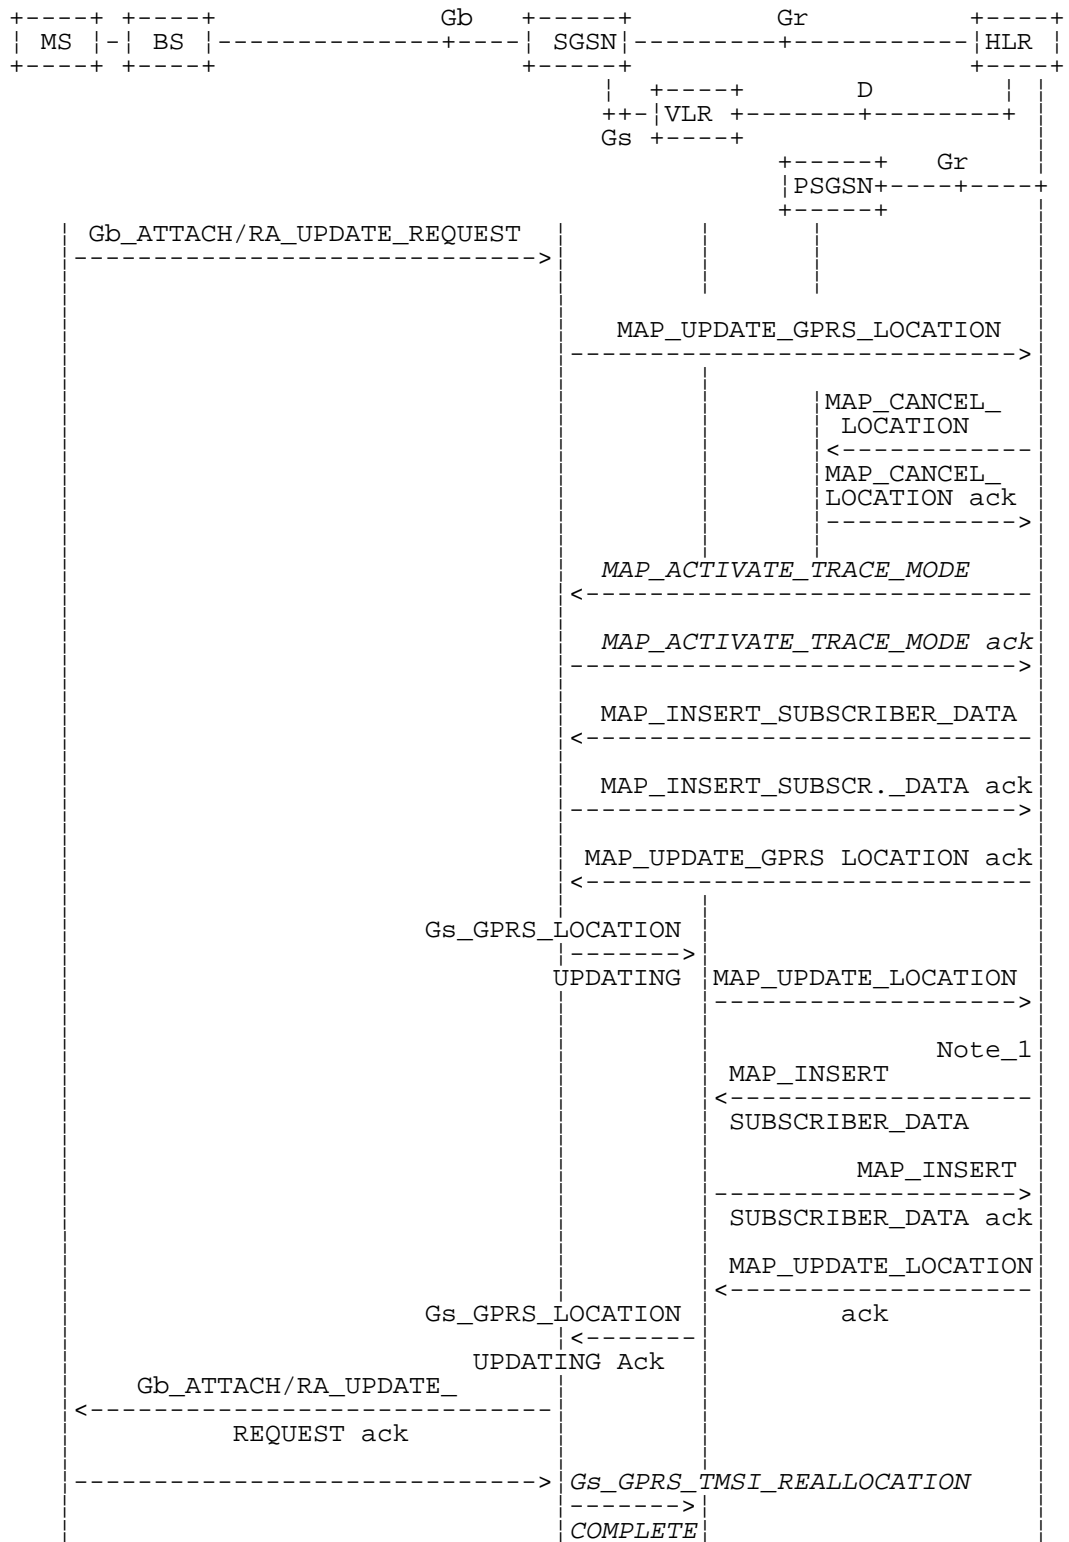 Gb Gr
MS BS SGSN HLR
D
VLR
Gs
Gr
PSGSN
Gb_ATTACH/RA_UPDATE_REQUEST
MAP_UPDATE_GPRS_LOCATION
MAP_CANCEL_
LOCATION
MAP_CANCEL_
LOCATION ack
MAP_ACTIVATE_TRACE_MODE
MAP_ACTIVATE_TRACE_MODE ack
MAP_INSERT_SUBSCRIBER_DATA
MAP_INSERT_SUBSCR._DATA ack
MAP_UPDATE_GPRS LOCATION ack
Gs_GPRS_LOCATION
UPDATING MAP_UPDATE_LOCATION
Note_1
MAP_INSERT
SUBSCRIBER_DATA
MAP_INSERT
SUBSCRIBER_DATA ack
MAP_UPDATE_LOCATION
Gs_GPRS_LOCATION ack
UPDATING Ack
Gb_ATTACH/RA_UPDATE_
REQUEST ack
Gs_GPRS_TMSI_REALLOCATION
COMPLETE